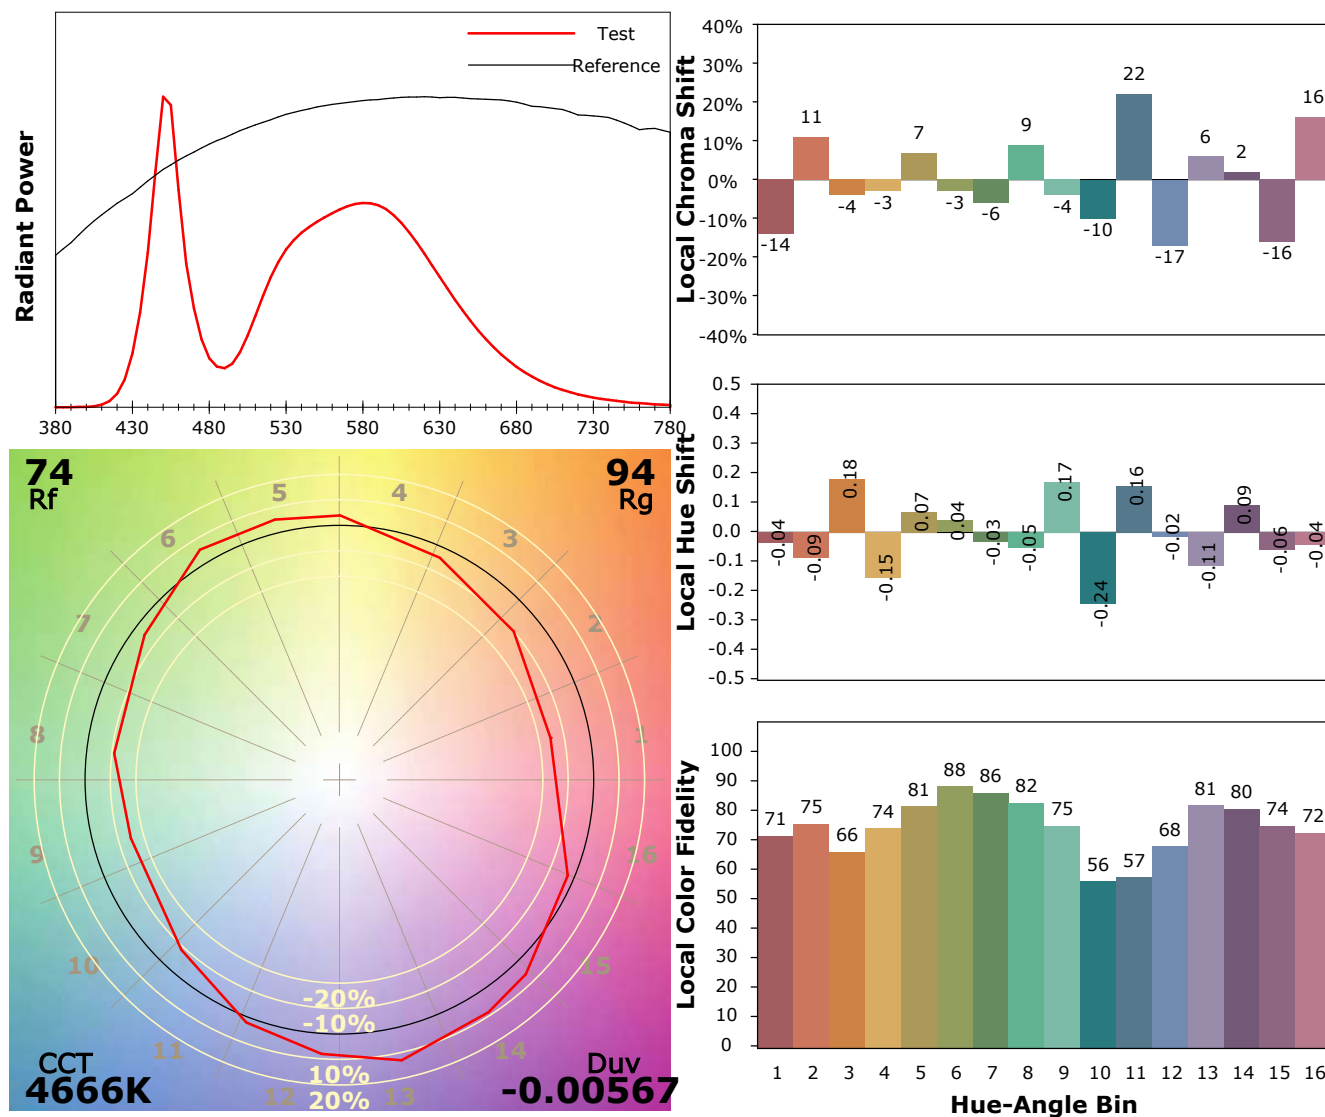 Test
Reference
Radiant Power
380 430 480 530 580 630 680 730 780
74
Rf
94
Rg
5 4
6 3
7 2
8 1
9 16
10 15
11 14
12 13
-20%
-10%
10%
20%
CCT
4666K
Duv
-0.00567
Local Chroma Shift
40%
30%
20%
10%
0%
-10%
-20%
-30%
-40%
-14 11 -4 -3 7 -3 -6 9 -4 -10 22 -17 6 2 -16 16
Local Hue Shift
0.5
0.4
0.3
0.2
0.1
0.0
-0.1
-0.2
-0.3
-0.4
-0.5
-0.04 -0.09 0.18 -0.15 0.07 0.04 -0.03 -0.05 0.17 -0.24 0.16 -0.02 -0.11 0.09 -0.06 -0.04
Local Color Fidelity
100
90
80
70
60
50
40
30
20
10
0
71 75 66 74 81 88 86 82 75 56 57 68 81 80 74 72
1 2 3 4 5 6 7 8 9 10 11 12 13 14 15 16
Hue-Angle Bin